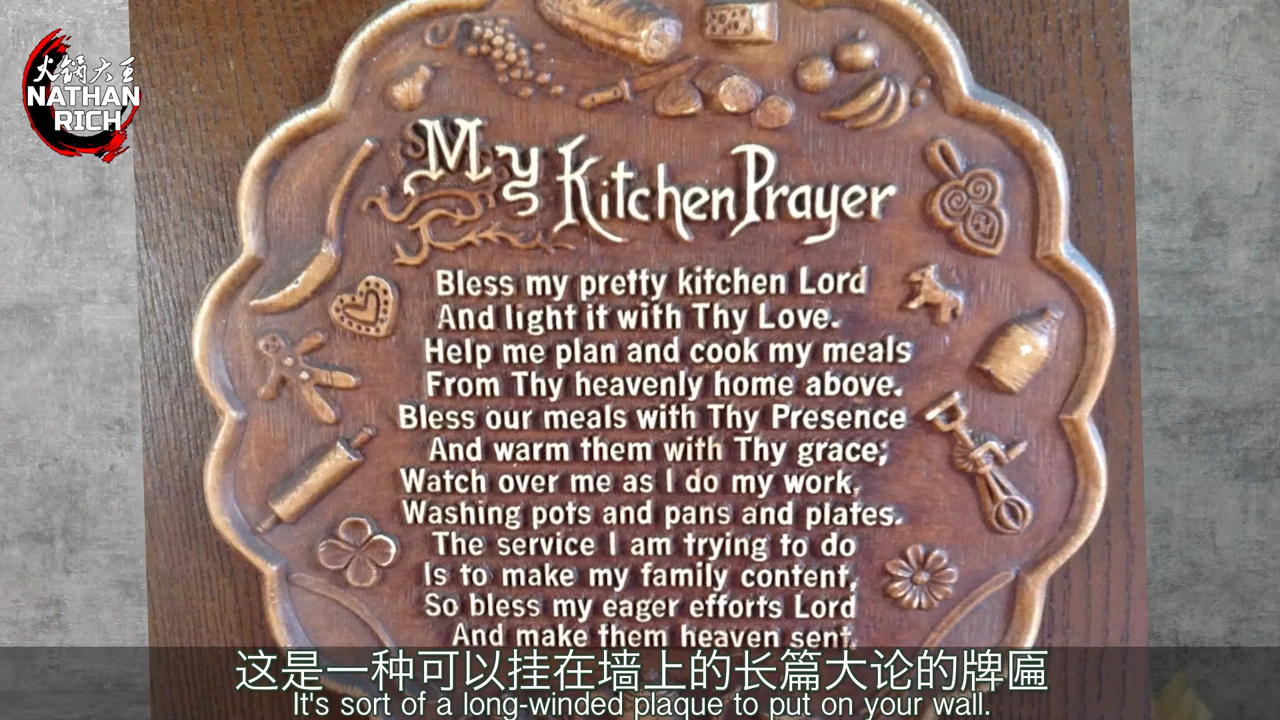 火锅大王
NATHAN
RICH
My Kitchen Prayer
Bless my pretty kitchen Lord
And light it with Thy Love.
Help me plan and cook my meals
From Thy heavenly home above.
Bless our meals with Thy Presence
And warm them with Thy grace;
Watch over me as I do my work,
Washing pots and pans and plates.
The service I am trying to do
Is to make my family content,
So bless my eager efforts Lord
And make them heaven sent.
这是一种可以挂在墙上的长篇大论的牌匾
It's sort of a long-winded plaque to put on your wall.